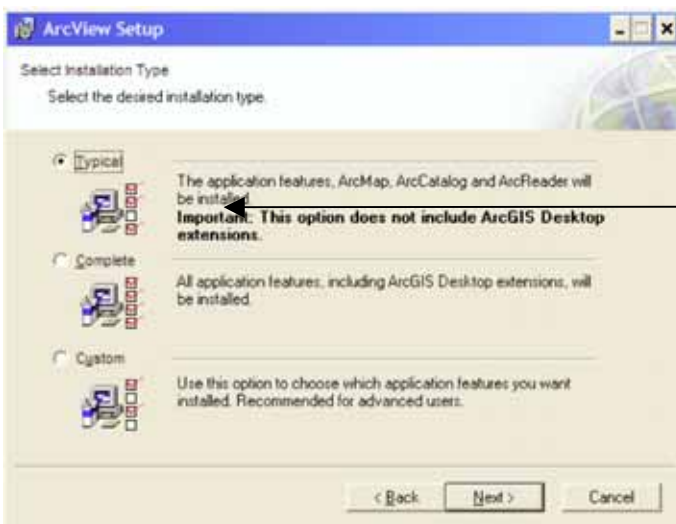 ArcView Setup
Select Installation Type
Select the desired installation type.
Typical
The application features, ArcMap, ArcCatalog and ArcReader will
be installed.
Important: This option does not include ArcGIS Desktop
extensions.
Complete
All application features, including ArcGIS Desktop extensions, will
be installed.
Custom
Use this option to choose which application features you want
installed. Recommended for advanced users.
< Back
Next >
Cancel